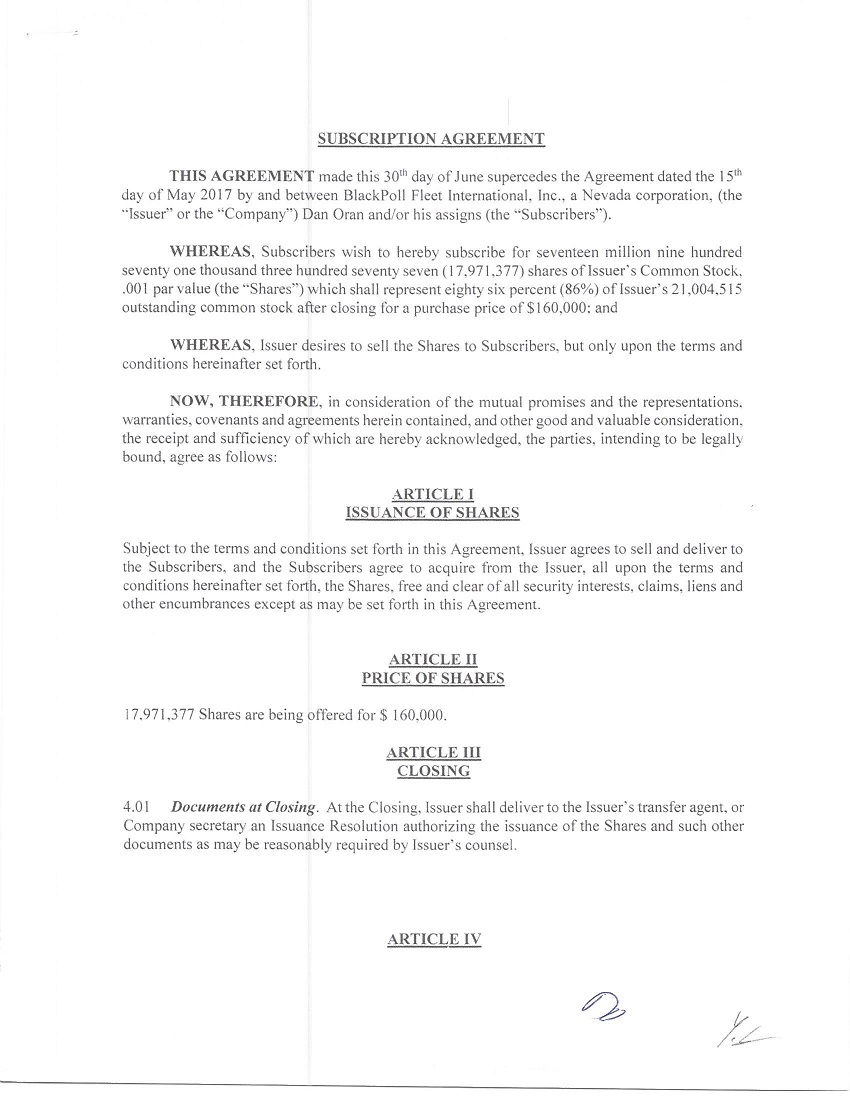 SUBSCRIPTION AGREEMENT
THIS AGREEMENT made this 30th day of June supercedes the Agreement dated the 15th
day of May 2017 by and between BlackPoll Fleet International, Inc., a Nevada corporation, (the
“Issuer” or the “Company”) Dan Oran and/or his assigns (the “Subscribers”).
WHEREAS, Subscribers wish to hereby subscribe for seventeen million nine hundred
seventy one thousand three hundred seventy seven (17,971,377) shares of Issuer’s Common Stock,
.001 par value (the “Shares”) which shall represent eighty six percent (86%) of Issuer’s 21,004,515
outstanding common stock after closing for a purchase price of $160,000; and
WHEREAS, Issuer desires to sell the Shares to Subscribers, but only upon the terms and
conditions hereinafter set forth.
NOW, THEREFORE, in consideration of the mutual promises and the representations,
warranties, covenants and agreements herein contained, and other good and valuable consideration,
the receipt and sufficiency of which are hereby acknowledged, the parties, intending to be legally
bound, agree as follows:
ARTICLE I
ISSUANCE OF SHARES
Subject to the terms and conditions set forth in this Agreement, Issuer agrees to sell and deliver to
the Subscribers, and the Subscribers agree to acquire from the Issuer, all upon the terms and
conditions hereinafter set forth, the Shares, free and clear of all security interests, claims, liens and
other encumbrances except as may be set forth in this Agreement.
ARTICLE II
PRICE OF SHARES
17,971,377 Shares are being offered for $ 160,000.
ARTICLE III
CLOSING
4.01 Documents at Closing. At the Closing, Issuer shall deliver to the Issuer’s transfer agent, or
Company secretary an Issuance Resolution authorizing the issuance of the Shares and such other
documents as may be reasonably required by Issuer’s counsel.
ARTICLE IV